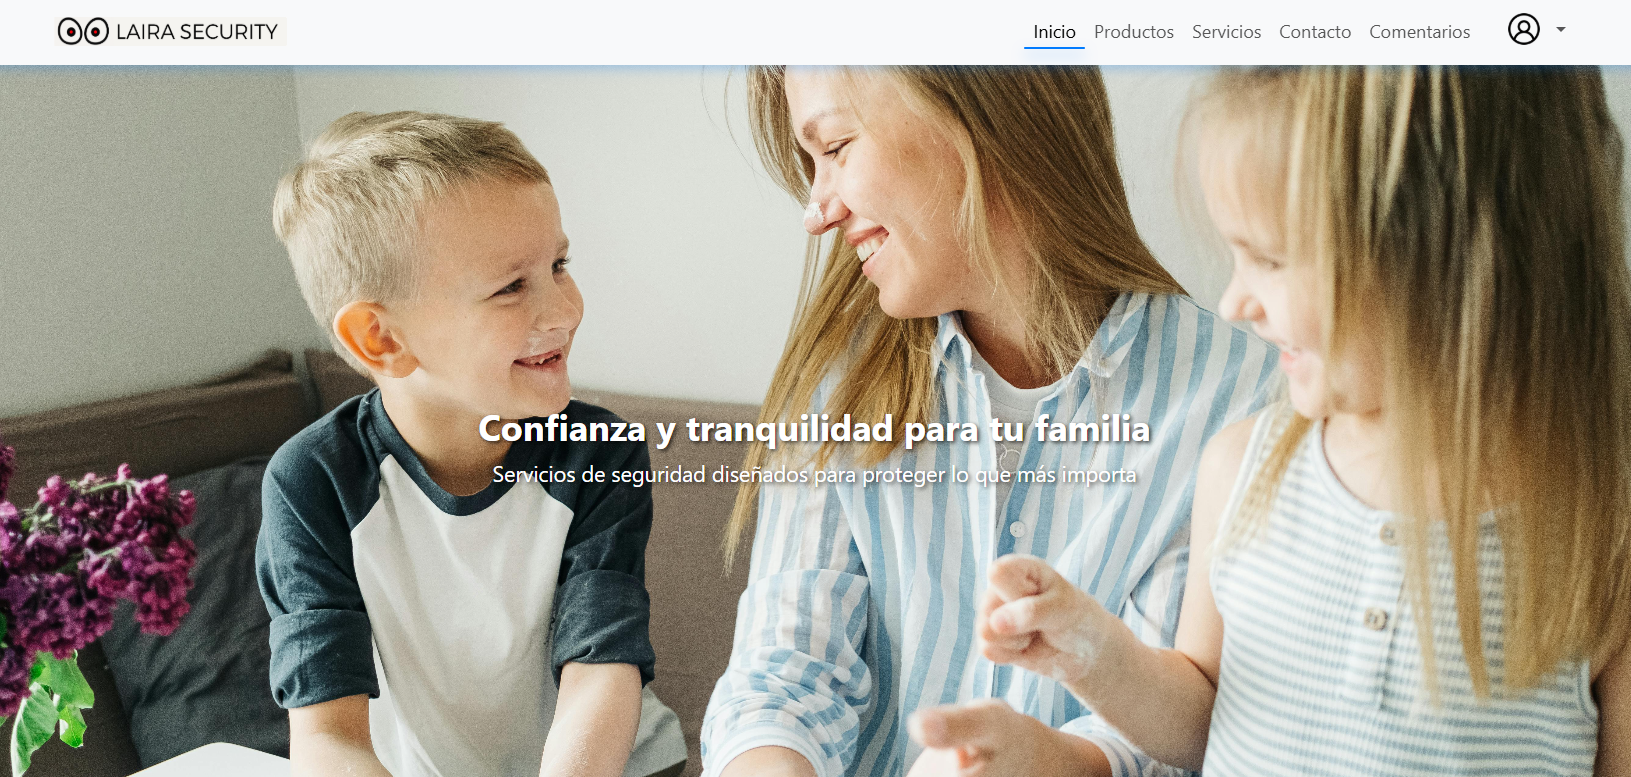 LAIRA SECURITY
Inicio Productos Servicios Contacto Comentarios
Confianza y tranquilidad para tu familia
Servicios de seguridad diseñados para proteger lo que más importa